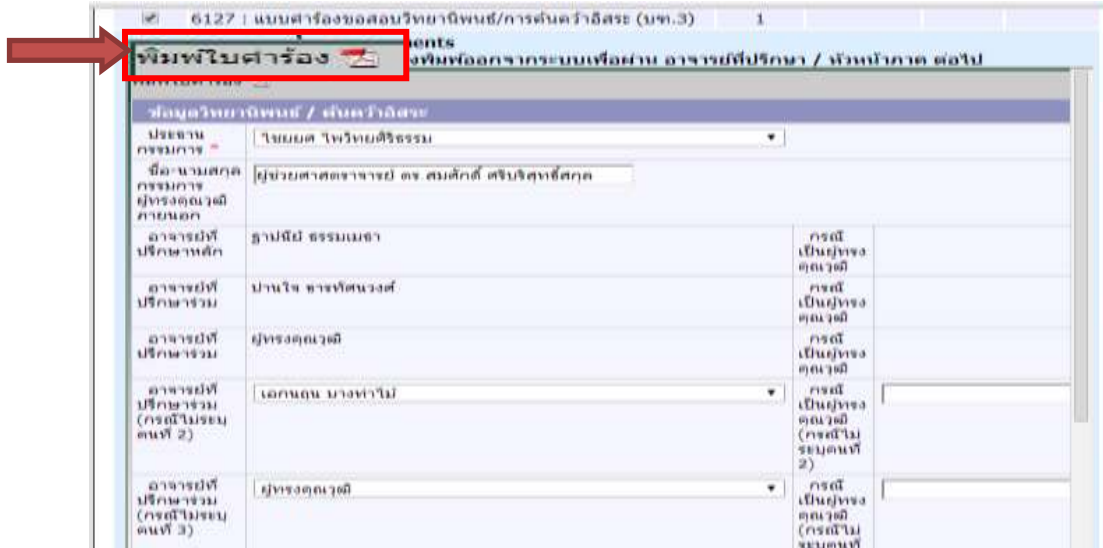 6127 : แบบคำร้องขอสอบวิทยานิพนธ์/การค้นคว้าอิสระ (บฑ.3) 1
ments
พิมพ์ใบคำร้อง
งพิมพ์ออกจากระบบเพื่อผ่าน อาจารย์ที่ปรึกษา / หัวหน้าภาค ต่อไป
ข้อมูลวิทยานิพนธ์ / ค้นคว้าอิสระ
ประธาน
กรรมการ *
ไชยยศ ไพวิทยศิริธรรม
ชื่อ-นามสกุล
กรรมการ
ผู้ทรงคุณวุฒิ
ภายนอก
ผู้ช่วยศาสตราจารย์ ดร.สมศักดิ์ ศริบริสุทธิ์สกุล
อาจารย์ที่
ปรึกษาหลัก
ฐาปนีย์ ธรรมเมธา
กรณี
เป็นผู้ทรง
คุณวุฒิ
อาจารย์ที่
ปรึกษาร่วม
ปานใจ ธารทัศนวงศ์
กรณี
เป็นผู้ทรง
คุณวุฒิ
อาจารย์ที่
ปรึกษาร่วม
ผู้ทรงคุณวุฒิ
กรณี
เป็นผู้ทรง
คุณวุฒิ
อาจารย์ที่
ปรึกษาร่วม
(กรณีไม่ระบุ
คนที่ 2)
เอกนฤน บางท่าไม้
กรณี
เป็นผู้ทรง
คุณวุฒิ
(กรณีไม่
ระบุคนที่
2)
อาจารย์ที่
ปรึกษาร่วม
(กรณีไม่ระบุ
คนที่ 3)
ผู้ทรงคุณวุฒิ
กรณี
เป็นผู้ทรง
คุณวุฒิ
(กรณีไม่
ระบุคนที่